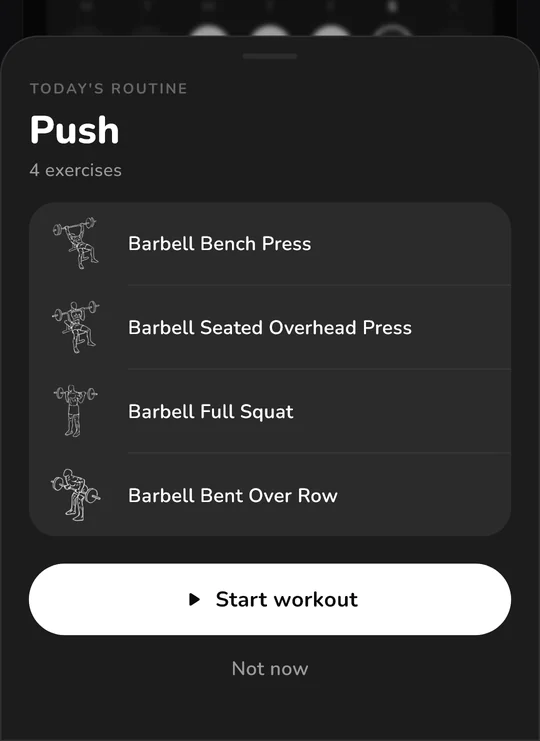 TODAY'S ROUTINE
Push
4 exercises
Barbell Bench Press
Barbell Seated Overhead Press
Barbell Full Squat
Barbell Bent Over Row
Start workout
Not now